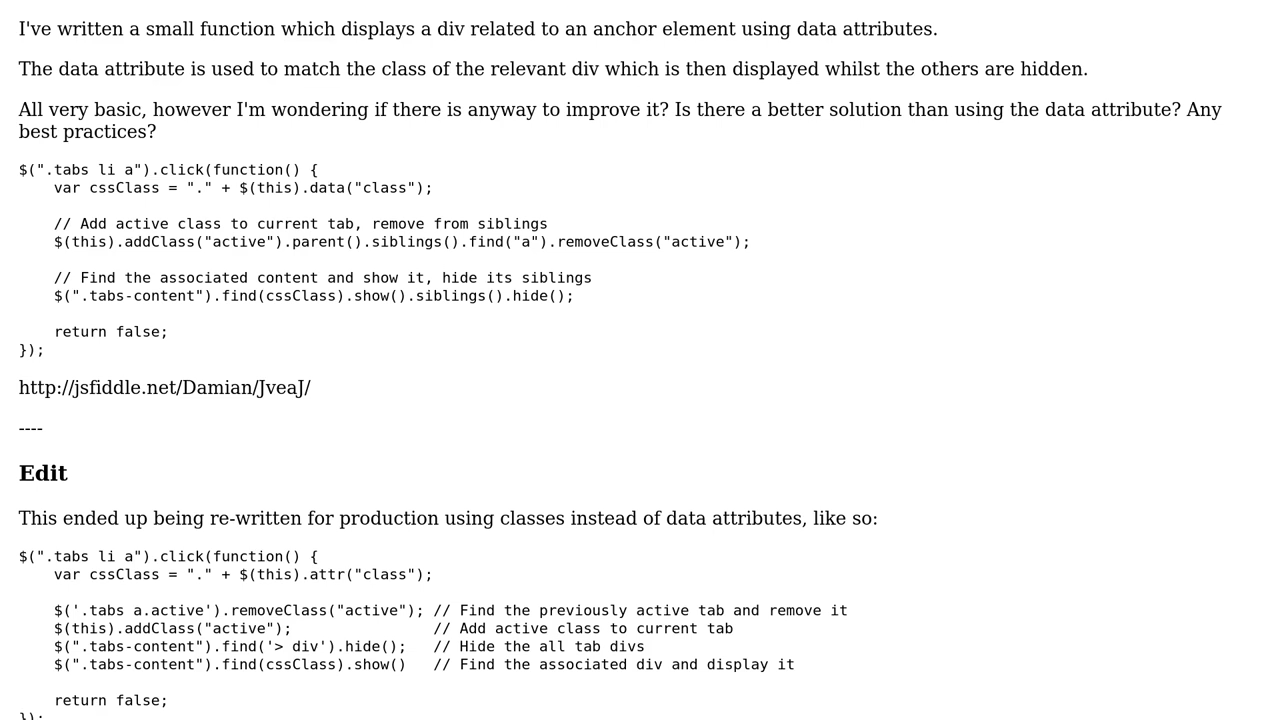 I've written a small function which displays a div related to an anchor element using data attributes.
The data attribute is used to match the class of the relevant div which is then displayed whilst the others are hidden.
All very basic, however I'm wondering if there is anyway to improve it? Is there a better solution than using the data attribute? Any
best practices?
$(".tabs li a").click(function() {
    var cssClass = "." + $(this).data("class");
    // Add active class to current tab, remove from siblings
    $(this).addClass("active").parent().siblings().find("a").removeClass("active");
    // Find the associated content and show it, hide its siblings
    $(".tabs-content").find(cssClass).show().siblings().hide();
    return false;
});
http://jsfiddle.net/Damian/JveaJ/
----
Edit
This ended up being re-written for production using classes instead of data attributes, like so:
$(".tabs li a").click(function() {
    var cssClass = "." + $(this).attr("class");
    $('.tabs a.active').removeClass("active"); // Find the previously active tab and remove it
    $(this).addClass("active");                // Add active class to current tab
    $(".tabs-content").find('> div').hide();   // Hide the all tab divs
    $(".tabs-content").find(cssClass).show()   // Find the associated div and display it
    return false;
});